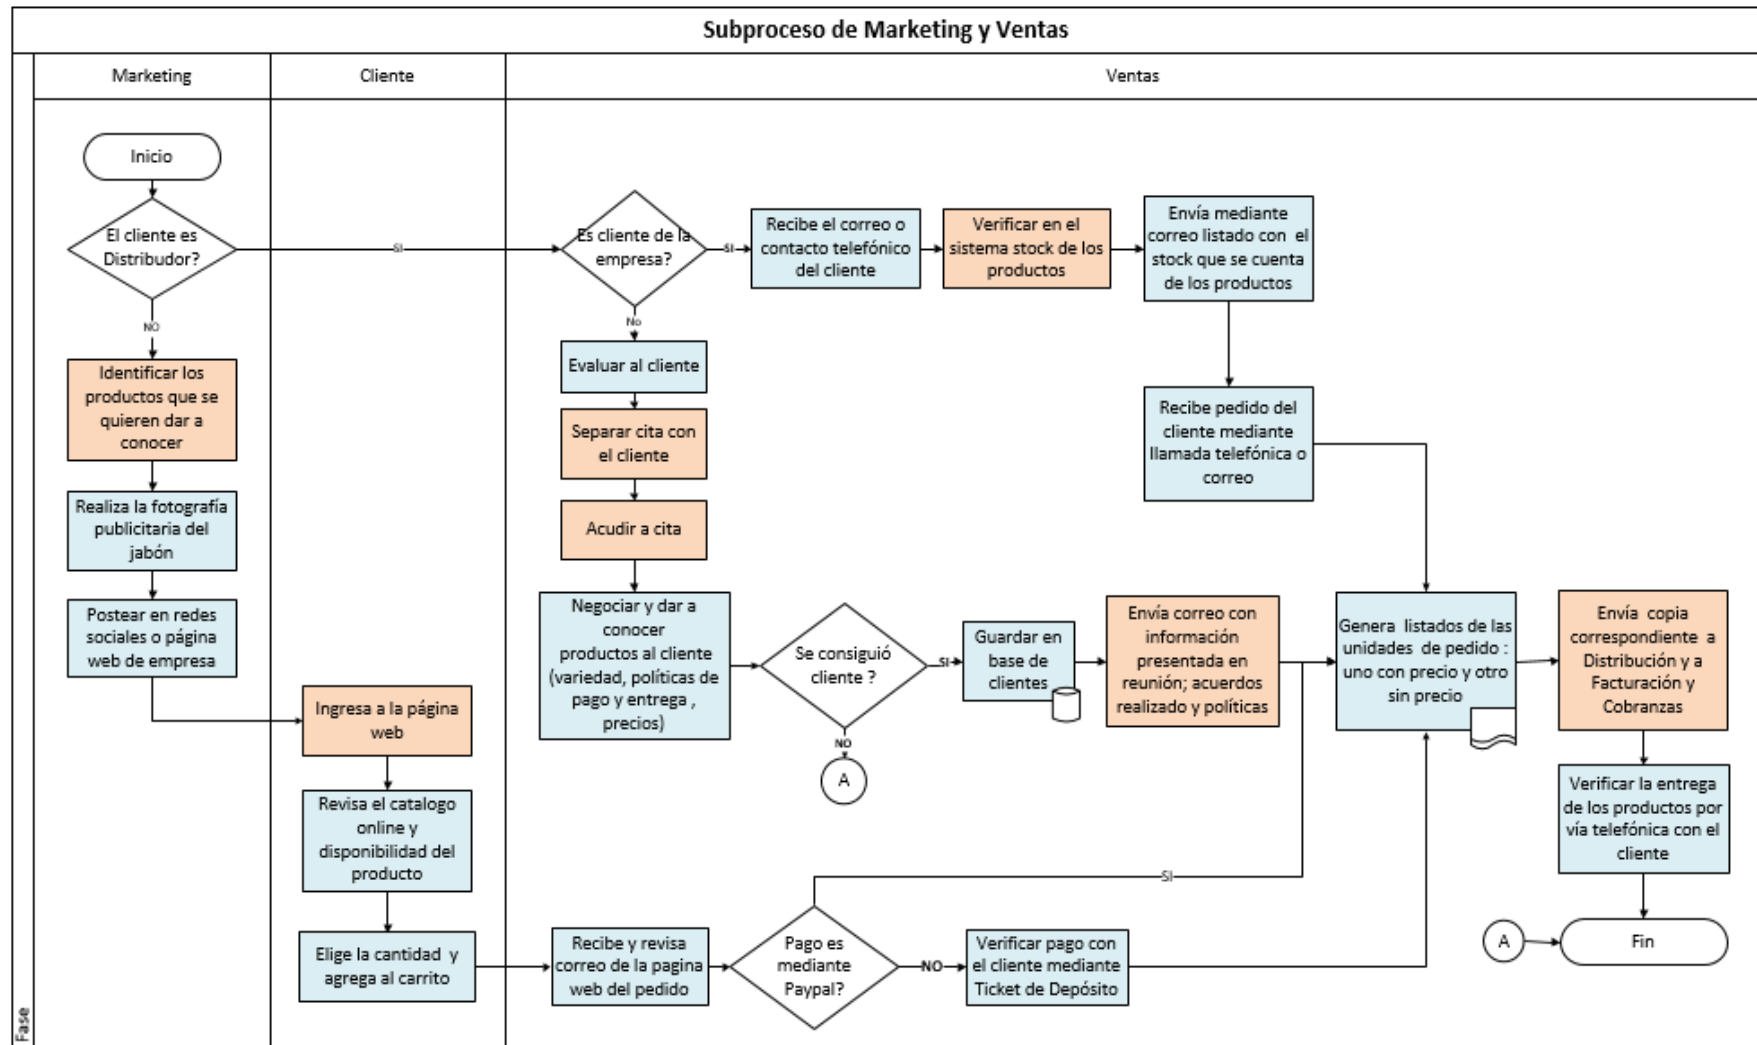 Subproceso de Marketing y Ventas
Marketing
Cliente
Ventas
Fase
Inicio
El cliente es
Distribudor?
SI
NO
Identificar los
productos que se
quieren dar a
conocer
Realiza la fotografía
publicitaria del
jabón
Postear en redes
sociales o página
web de empresa
Ingresa a la página
web
Revisa el catalogo
online y
disponibilidad del
producto
Elige la cantidad y
agrega al carrito
Es cliente de la
empresa?
SI
No
Recibe el correo o
contacto telefónico
del cliente
Verificar en el
sistema stock de los
productos
Envía mediante
correo listado con el
stock que se cuenta
de los productos
Recibe pedido del
cliente mediante
llamada telefónica o
correo
Evaluar al cliente
Separar cita con
el cliente
Acudir a cita
Negociar y dar a
conocer
productos al cliente
(variedad, políticas de
pago y entrega ,
precios)
Se consiguió
cliente ?
SI
NO
A
Guardar en
base de
clientes
Envía correo con
información
presentada en
reunión; acuerdos
realizado y políticas
Genera listados de las
unidades de pedido :
uno con precio y otro
sin precio
Envía copia
correspondiente a
Distribución y a
Facturación y
Cobranzas
Verificar la entrega
de los productos por
vía telefónica con el
cliente
Recibe y revisa
correo de la pagina
web del pedido
Pago es
mediante
Paypal?
SI
NO
Verificar pago con
el cliente mediante
Ticket de Depósito
A
Fin